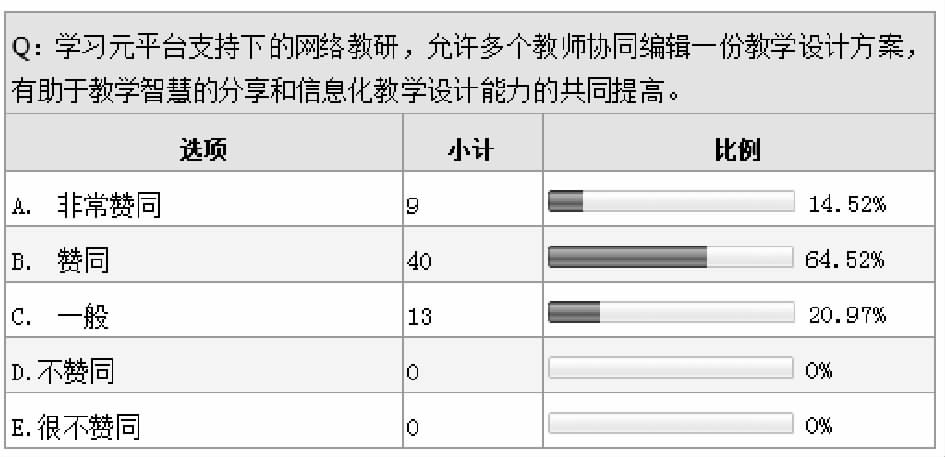 Q：学习元平台支持下的网络教研，允许多个教师协同编辑一份教学设计方案，
有助于教学智慧的分享和信息化教学设计能力的共同提高。
选项 小计 比例
A. 非常赞同 9 14.52%
B. 赞同 40 64.52%
C. 一般 13 20.97%
D.不赞同 0 0%
E.很不赞同 0 0%